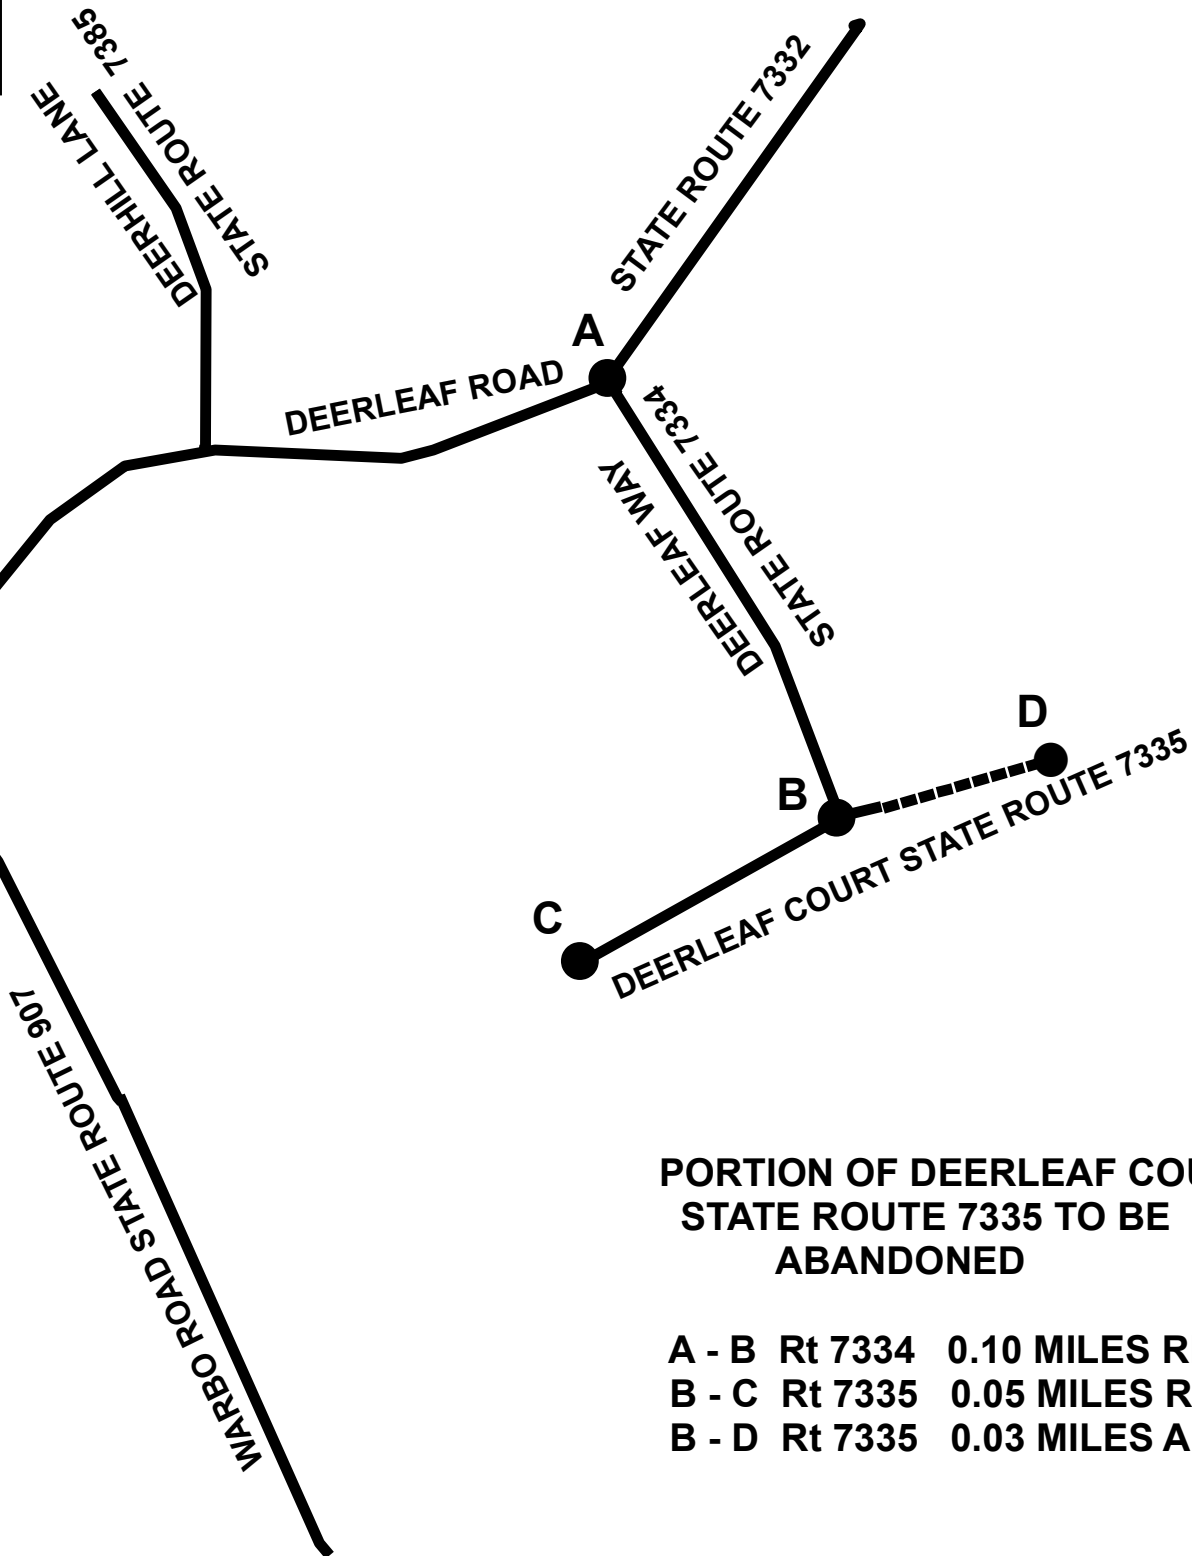 STATE ROUTE 7385
DEERHILL LANE
STATE ROUTE 7332
A
DEERLEAF ROAD
STATE ROUTE 7334
DEERLEAF WAY
D
B
DEERLEAF COURT STATE ROUTE 7335
C
WARBO ROAD STATE ROUTE 907
PORTION OF DEERLEAF COU
STATE ROUTE 7335 TO BE
ABANDONED
A - B Rt 7334 0.10 MILES R
B - C Rt 7335 0.05 MILES R
B - D Rt 7335 0.03 MILES A